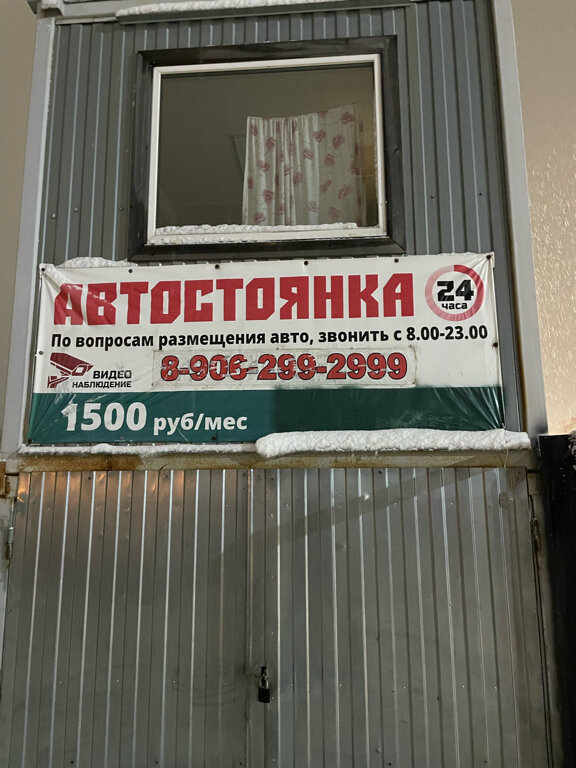 АВТОСТОЯНКА
24
часа
По вопросам размещения авто, звонить с 8.00-23.00
ВИДЕО
НАБЛЮДЕНИЕ
8-906-299-2999
1500 руб/мес